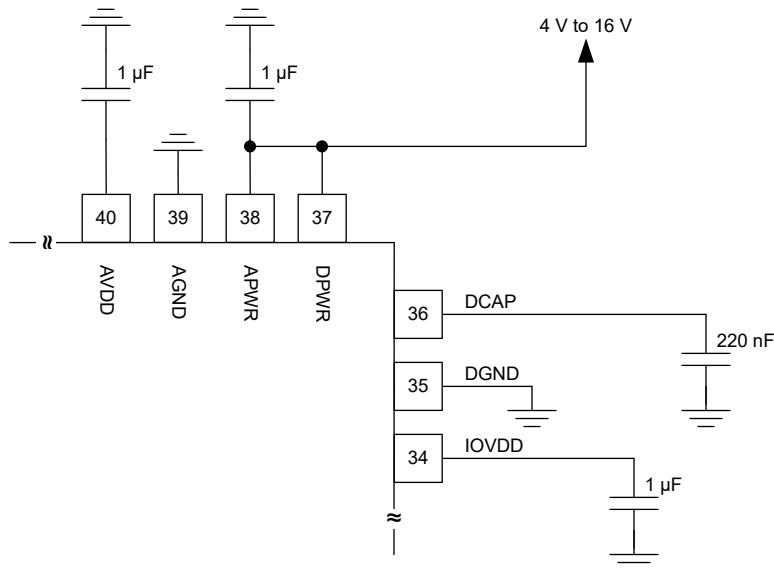 4 V to 16 V
1 µF
1 µF
40
39
38
37
AVDD
AGND
APWR
DPWR
36
DCAP
220 nF
35
DGND
34
IOVDD
1 µF